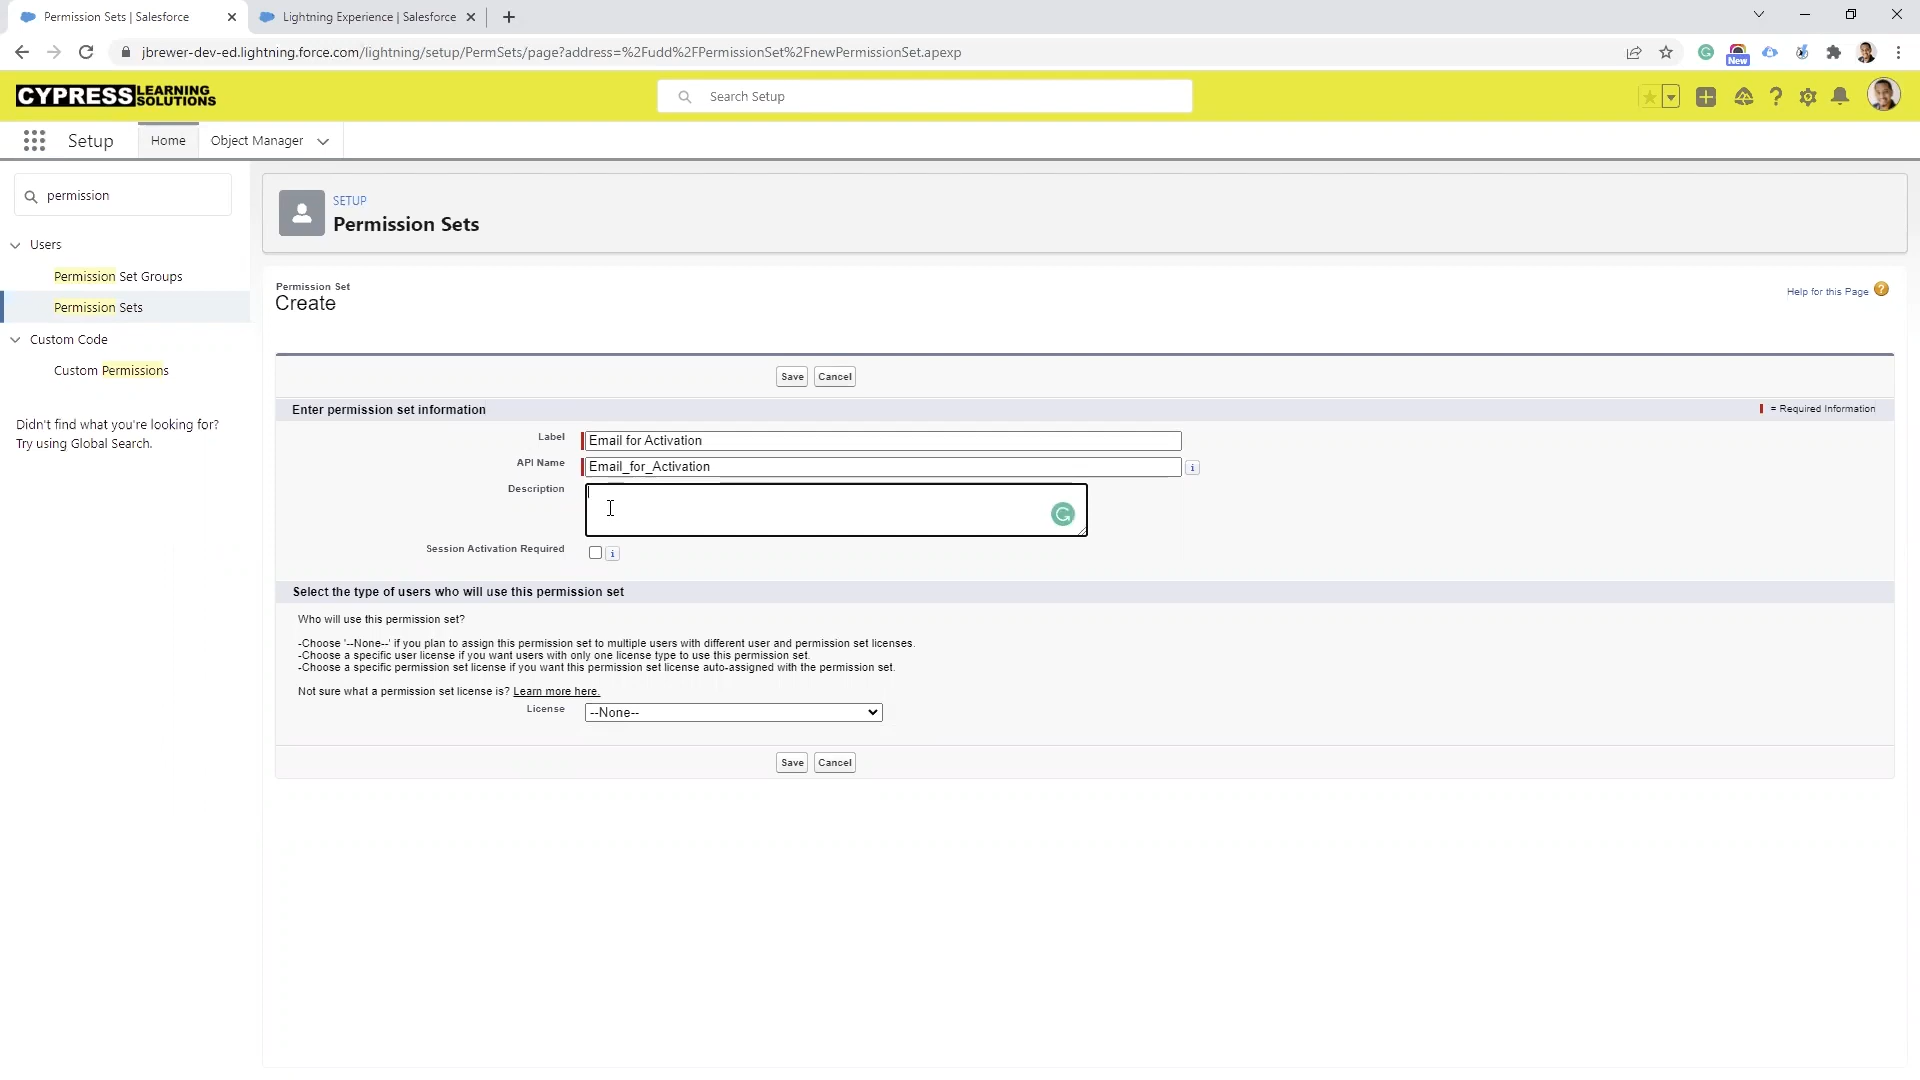 Permission Sets | Salesforce
Lightning Experience | Salesforce
jbrewer-dev-ed.lightning.force.com/lightning/setup/PermSets/page?address=%2Fudd%2FPermissionSet%2FnewPermissionSet.apexp
New
CYPRESS LEARNING SOLUTIONS
Search Setup
Setup
Home
Object Manager
permission
Users
Permission Set Groups
Permission Sets
Custom Code
Custom Permissions
Didn't find what you're looking for?
Try using Global Search.
SETUP
Permission Sets
Permission Set
Create
Help for this Page
Save
Cancel
Enter permission set information
= Required Information
Label
Email for Activation
API Name
Email_for_Activation
i
Description
Session Activation Required
i
Select the type of users who will use this permission set
Who will use this permission set?
-Choose '--None--' if you plan to assign this permission set to multiple users with different user and permission set licenses.
-Choose a specific user license if you want users with only one license type to use this permission set.
-Choose a specific permission set license if you want this permission set license auto-assigned with the permission set.
Not sure what a permission set license is? Learn more here.
License
--None--
Save
Cancel